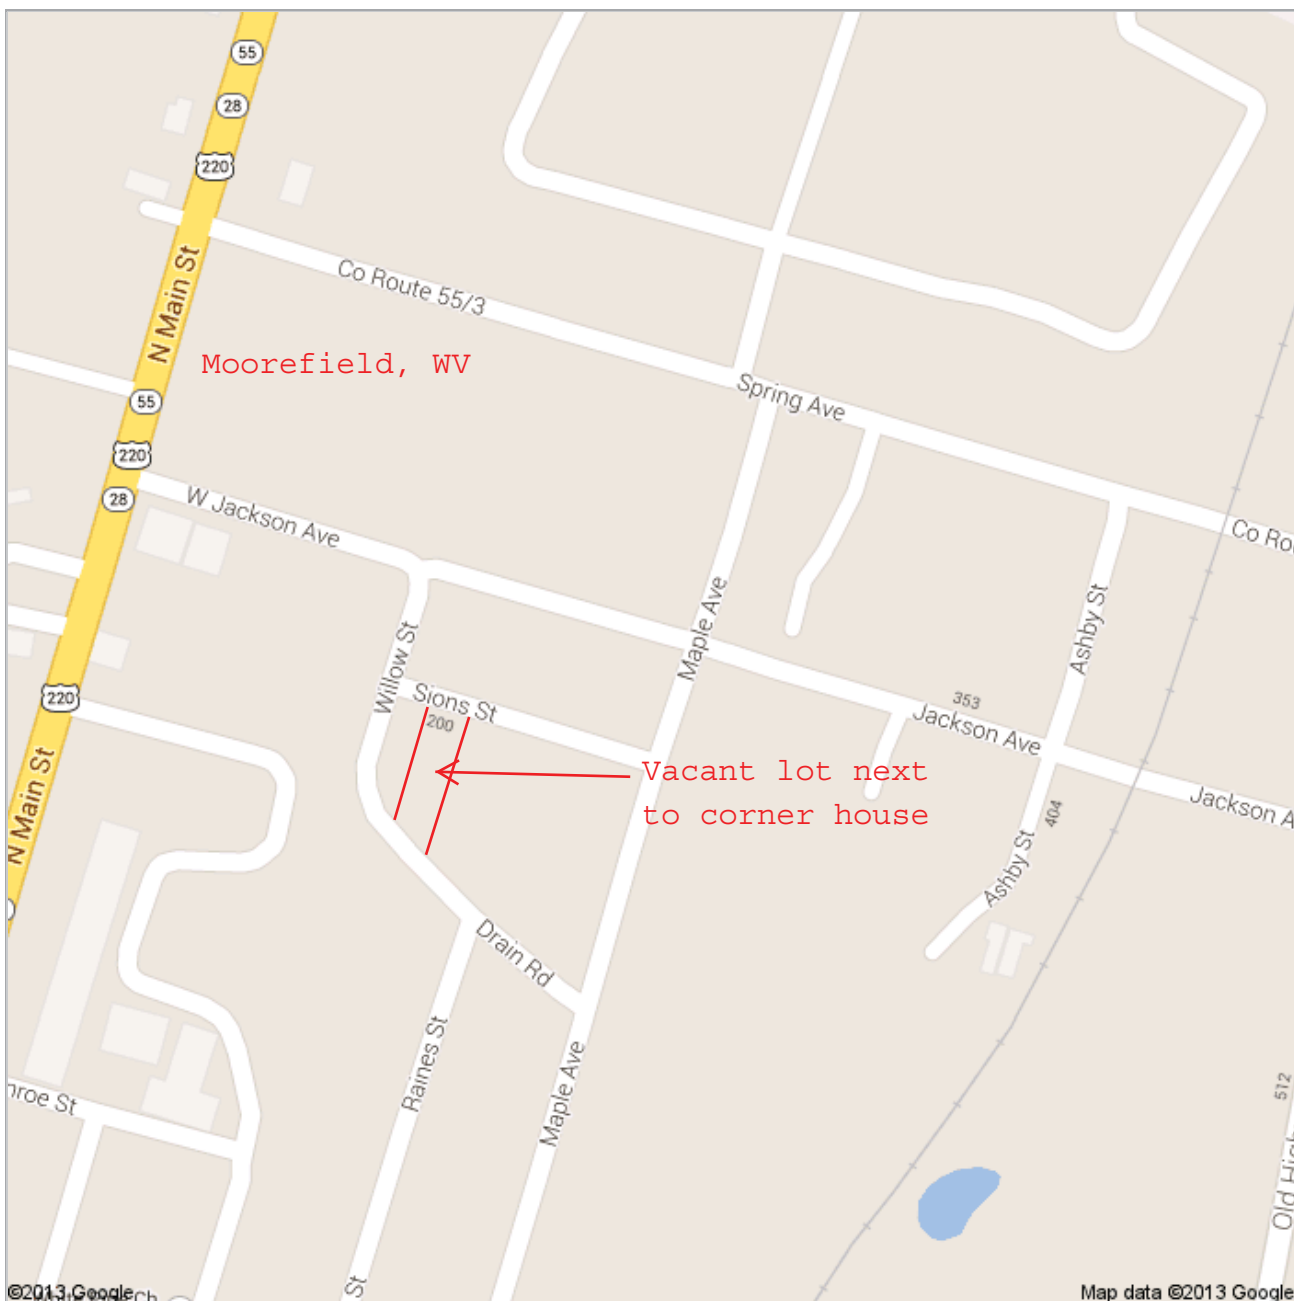 55
28
220
N Main St
Co Route 55/3
Moorefield, WV
Spring Ave
55
220
28
W Jackson Ave
Co Ro
Maple Ave
Ashby St
Willow St
Sions St
200
353
Jackson Ave
220
Vacant lot next
to corner house
N Main St
Jackson A
404
Ashby St
Drain Rd
Raines St
Maple Ave
nroe St
512
Old High
St
©2013 Google
Map data ©2013 Google